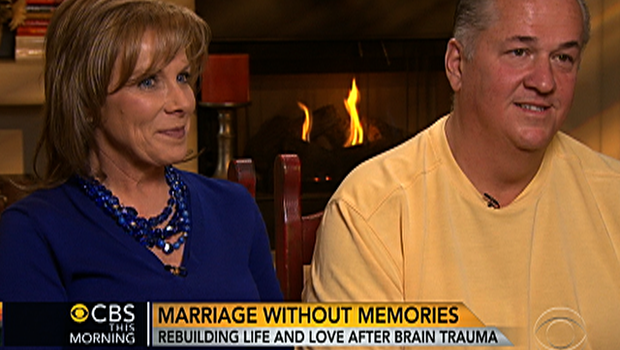 CBS
THIS
MORNING
MARRIAGE WITHOUT MEMORIES
REBUILDING LIFE AND LOVE AFTER BRAIN TRAUMA